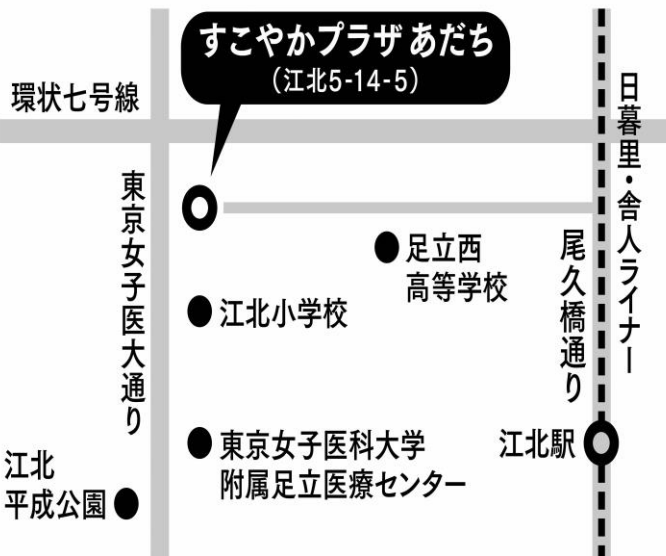 すこやかプラザ あだち
（江北5-14-5）
環状七号線
日暮里・舎人ライナー
東京女子医大通り
尾久橋通り
足立西
高等学校
江北小学校
東京女子医科大学
附属足立医療センター
江北駅
江北
平成公園